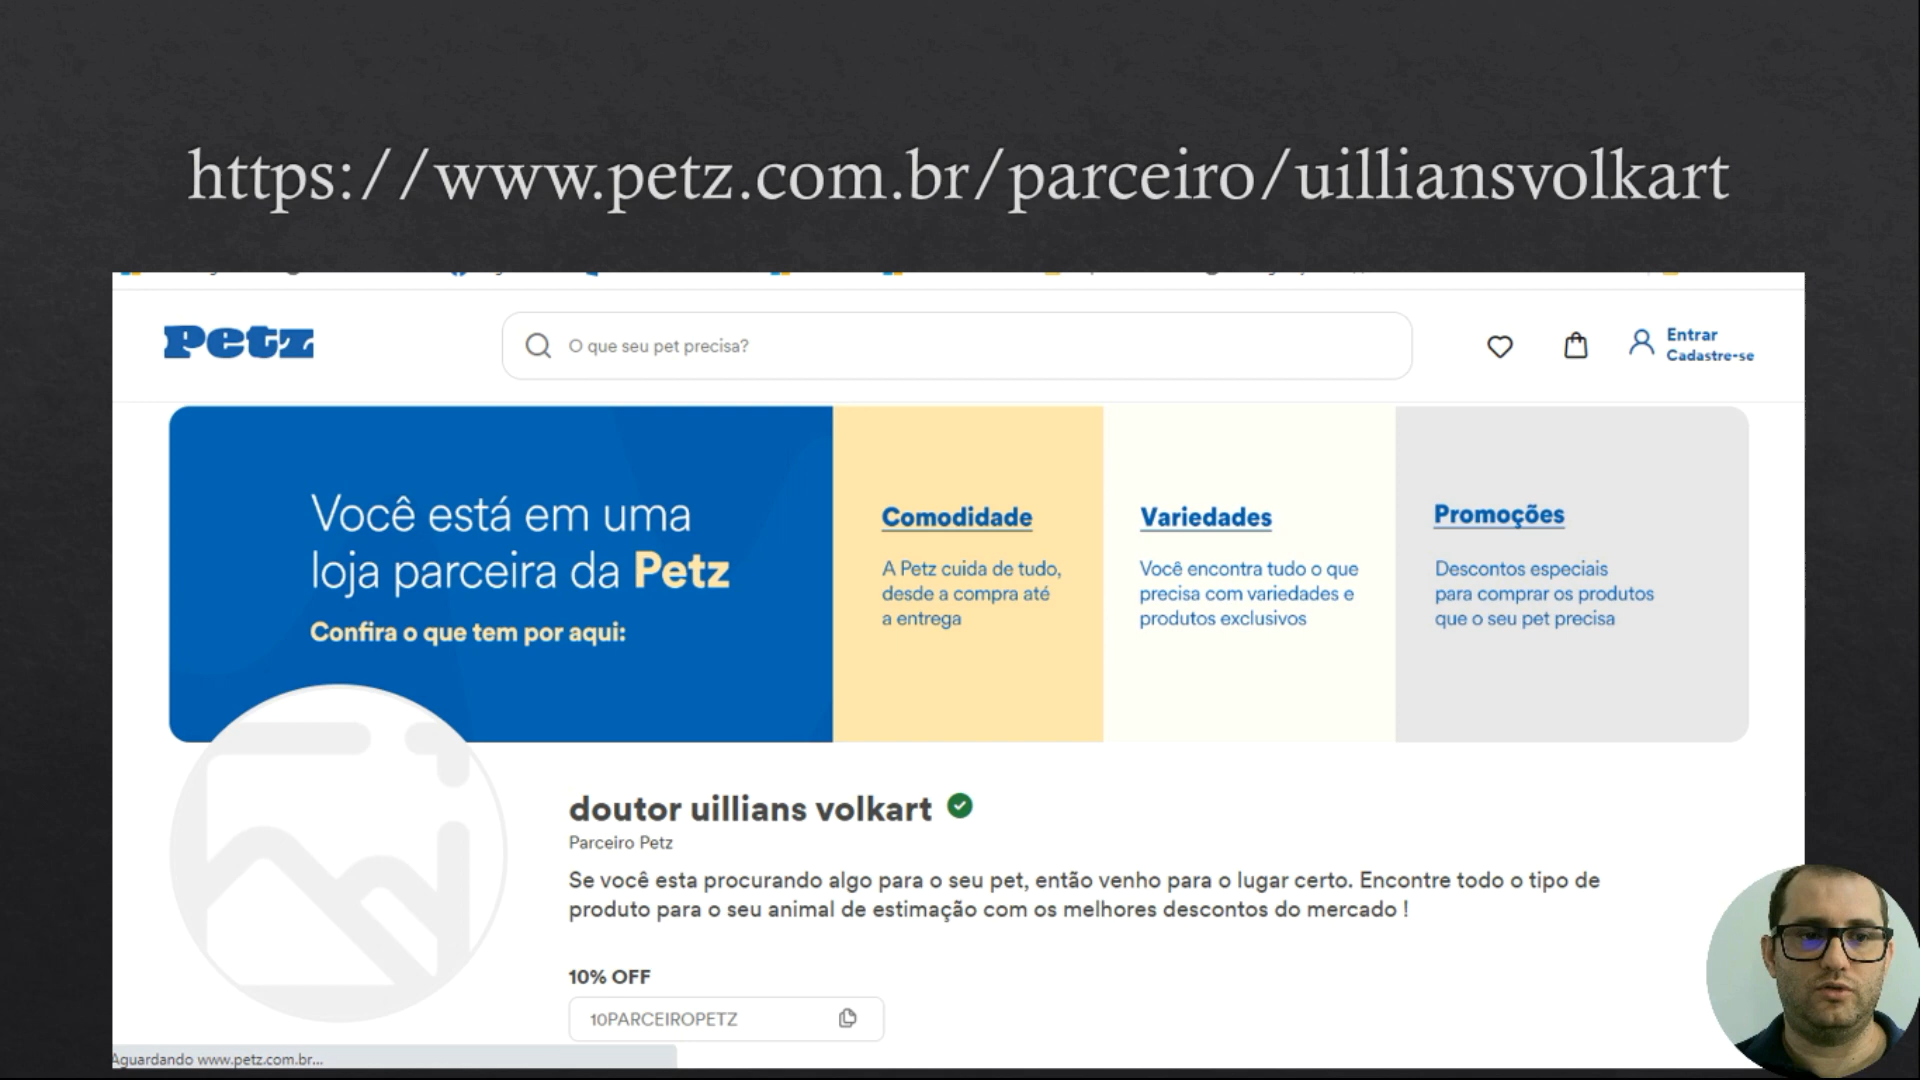 https://www.petz.com.br/parceiro/uilliansvolkart
Petz
O que seu pet precisa?
Entrar
Cadastre-se
Você está em uma
loja parceira da Petz
Confira o que tem por aqui:
Comodidade
A Petz cuida de tudo,
desde a compra até
a entrega
Variedades
Você encontra tudo o que
precisa com variedades e
produtos exclusivos
Promoções
Descontos especiais
para comprar os produtos
que o seu pet precisa
doutor uillians volkart
Parceiro Petz
Se você esta procurando algo para o seu pet, então venho para o lugar certo. Encontre todo o tipo de
produto para o seu animal de estimação com os melhores descontos do mercado !
10% OFF
10PARCEIROPETZ
Aguardando www.petz.com.br...